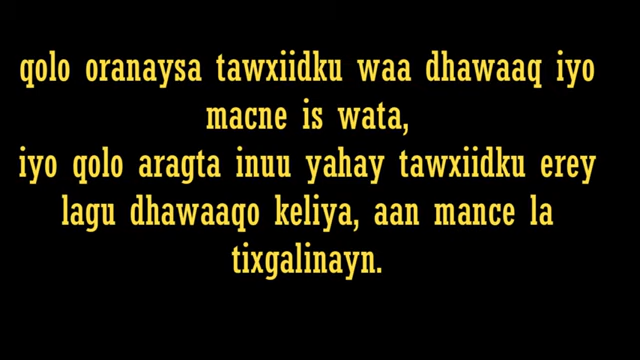 qolo oranaysa tawxiidku waa dhawaaq iyo
macne is wata,
iyo qolo aragta inuu yahay tawxiidku erey
lagu dhawaaqo keliya, aan mance la
tixgalinayn.